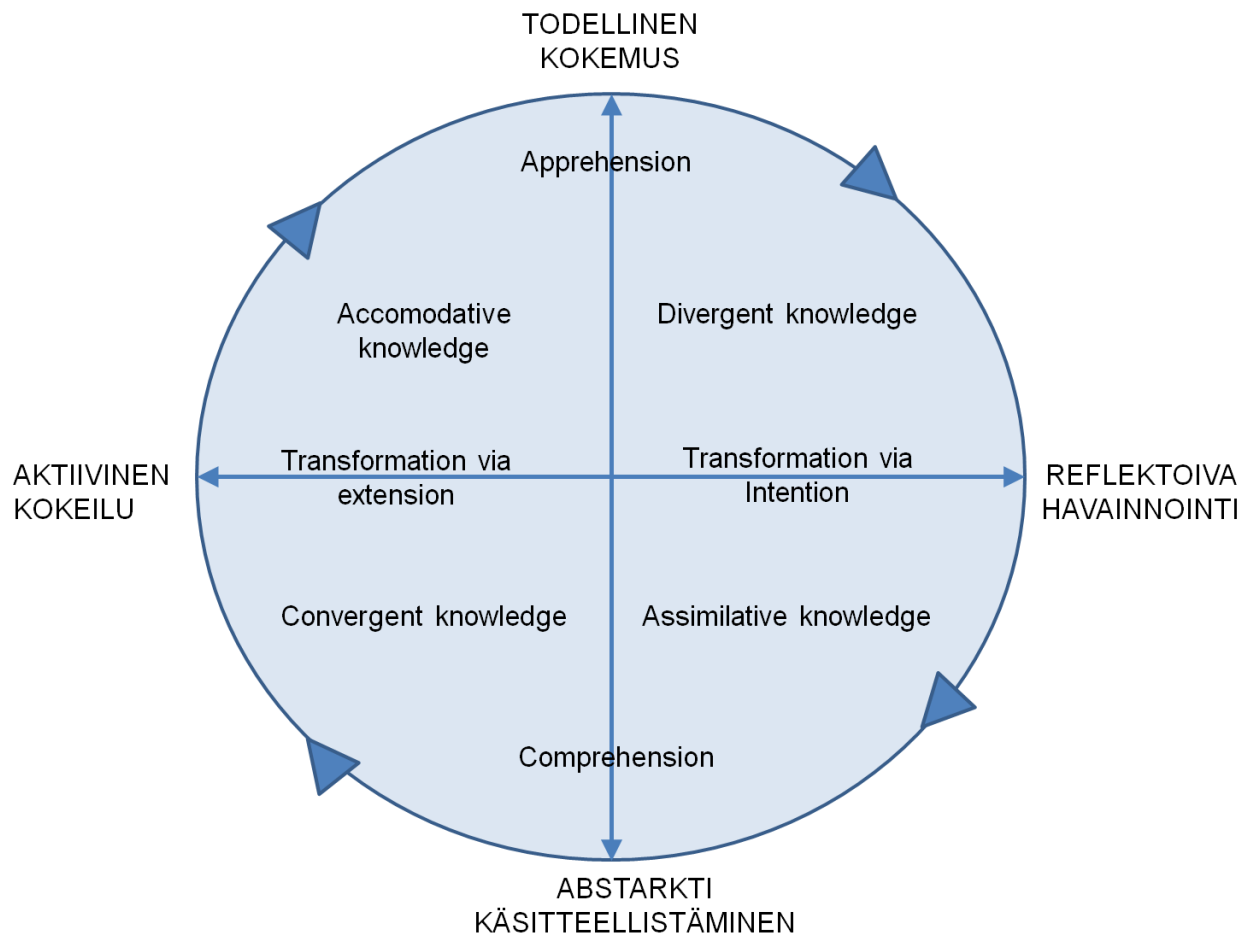 TODELLINEN
KOKEMUS
Apprehension
Accomodative
knowledge
Divergent knowledge
AKTIIVINEN
KOKEILU
Transformation via
extension
Transformation via
Intention
REFLEKTOIVA
HAVAINNOINTI
Convergent knowledge
Assimilative knowledge
Comprehension
ABSTARKTI
KÄSITTEELLISTÄMINEN